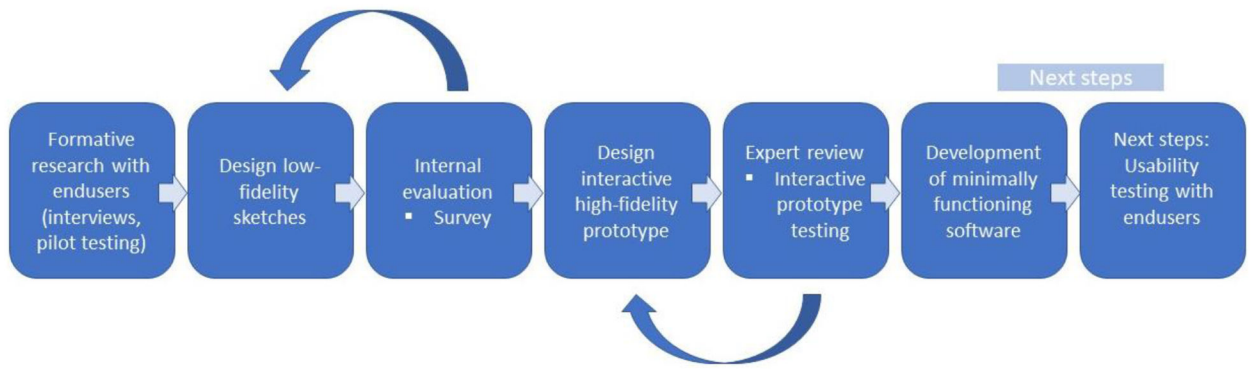 Next steps
Formative
research with
endusers
(interviews,
pilot testing)
Design low-
fidelity
sketches
Internal
evaluation
▪ Survey
Design
interactive
high-fidelity
prototype
Expert review
▪ Interactive
prototype
testing
Development
of minimally
functioning
software
Next steps:
Usability
testing with
endusers